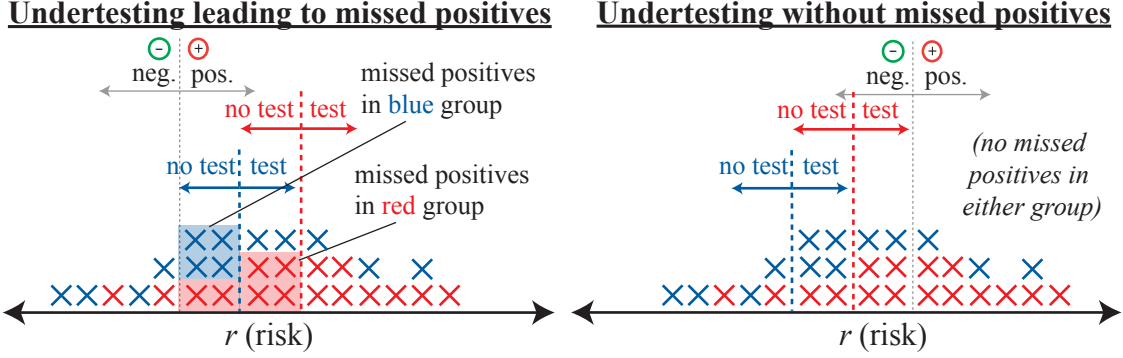 Undertesting leading to missed positives
− +
neg. pos.
missed positives
in blue group
no test test
no test test
missed positives
in red group
r (risk)
Undertesting without missed positives
− +
neg. pos.
no test test
(no missed
positives in
either group)
no test test
r (risk)